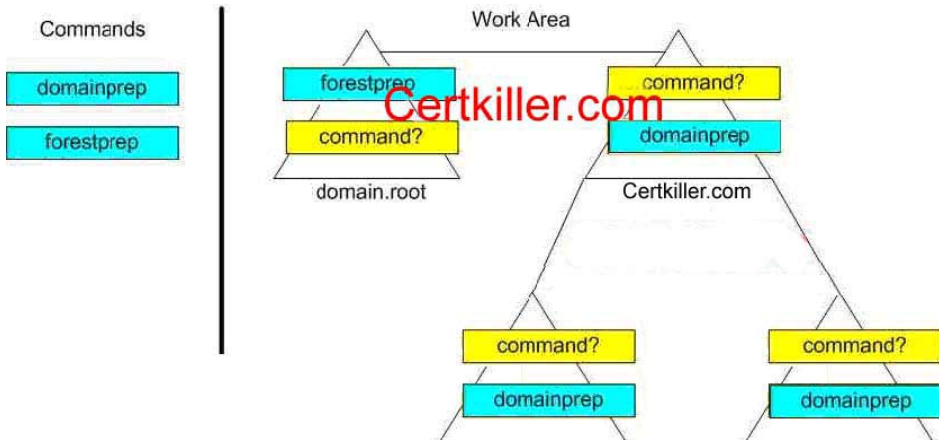 Commands
domainprep
forestprep
Work Area
forestprep
command?
domain.root
Certkiller.com
command?
domainprep
Certkiller.com
command?
domainprep
command?
domainprep